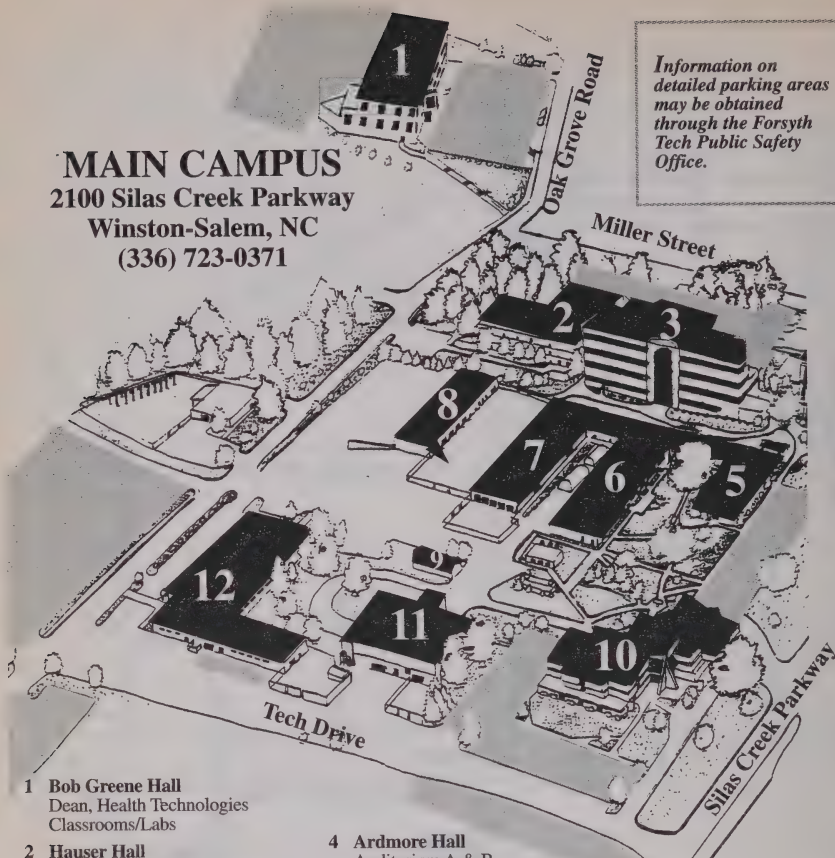 1
Information on
detailed parking areas
may be obtained
through the Forsyth
Tech Public Safety
Office.
MAIN CAMPUS
2100 Silas Creek Parkway
Winston-Salem, NC
(336) 723-0371
Oak Grove Road
Miller Street
2
3
8
7
6
5
9
12
11
10
Tech Drive
Silas Creek Parkway
1 Bob Greene Hall
Dean, Health Technologies
Classrooms/Labs
2 Hauser Hall
4 Ardmore Hall
Auditorium A & B